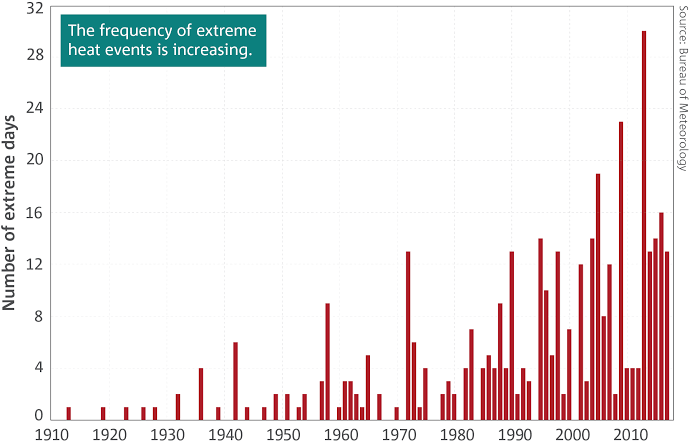 The frequency of extreme
heat events is increasing.
Number of extreme days
32
28
24
20
16
12
8
4
0
1910 1920 1930 1940 1950 1960 1970 1980 1990 2000 2010
Source: Bureau of Meteorology